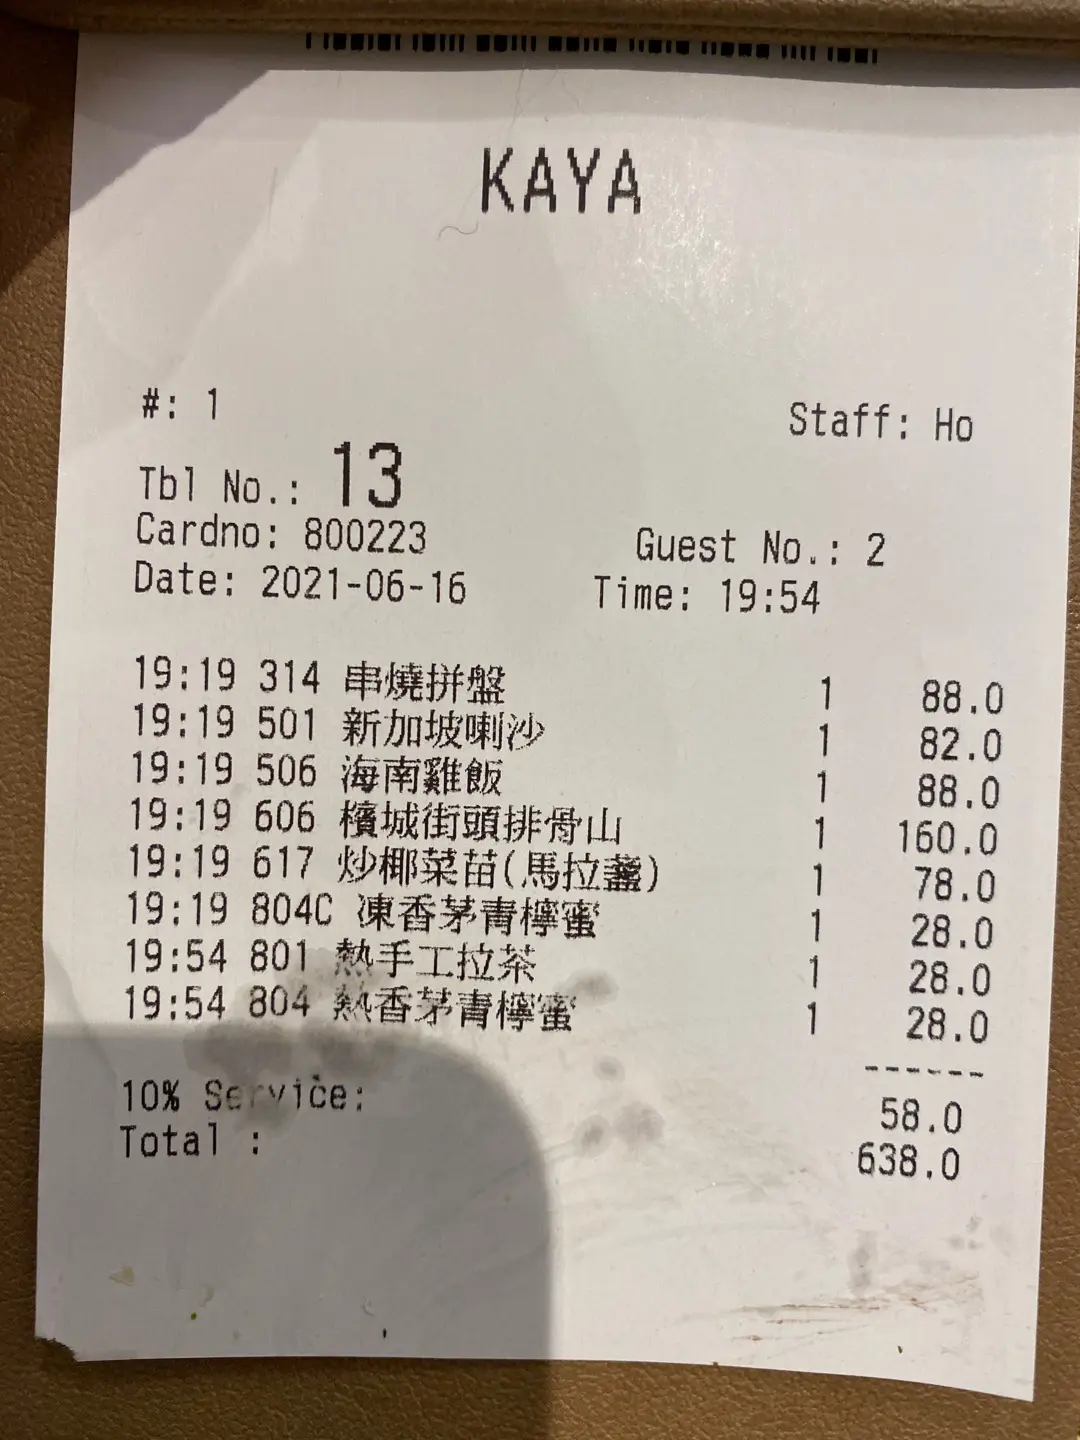 KAYA
#: 1 Staff: Ho
Tbl No.: 13
Cardno: 800223 Guest No.: 2
Date: 2021-06-16 Time: 19:54
19:19 314 串燒拼盤 1 88.0
19:19 501 新加坡喇沙 1 82.0
19:19 506 海南雞飯 1 88.0
19:19 606 檳城街頭排骨山 1 160.0
19:19 617 炒椰菜苗(馬拉盞) 1 78.0
19:19 804C 凍香茅青檸蜜 1 28.0
19:54 801 熱手工拉茶 1 28.0
19:54 804 熱香茅青檸蜜 1 28.0
------
10% Service: 58.0
Total : 638.0